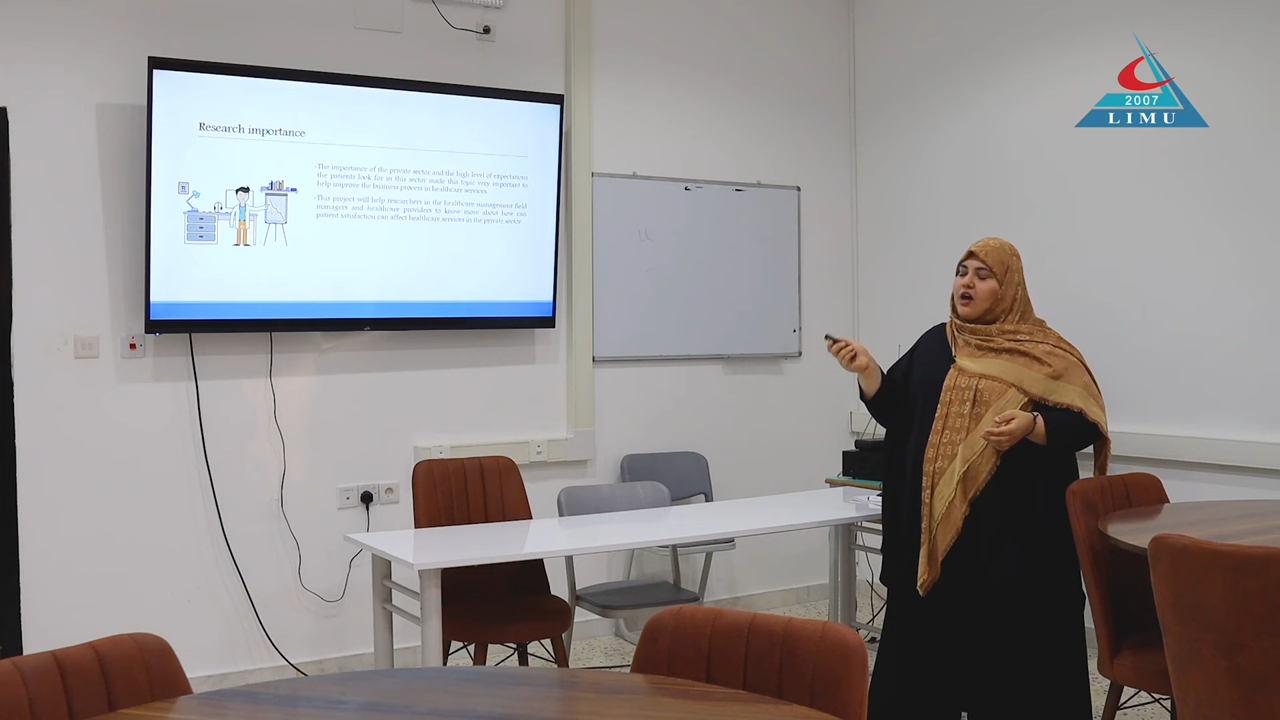 2007
LIMU
Research importance
-The importance of the private sector and the high level of expectations
the patients look for in this sector made this topic very important to
help improve the business process in healthcare services
-This project will help researchers in the healthcare management field
managers and healthcare providers to know more about how can
patient satisfaction can affect healthcare services in the private sector